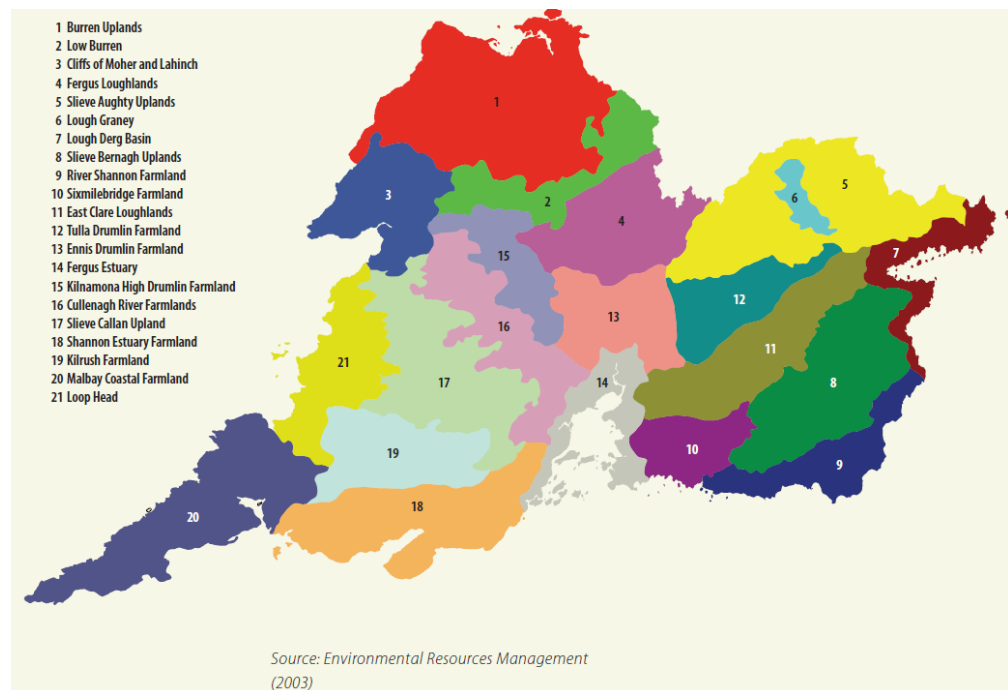 1 Burren Uplands
2 Low Burren
3 Cliffs of Moher and Lahinch
4 Fergus Loughlands
5 Slieve Aughty Uplands
6 Lough Graney
7 Lough Derg Basin
8 Slieve Bernagh Uplands
9 River Shannon Farmland
10 Sixmilebridge Farmland
11 East Clare Loughlands
12 Tulla Drumlin Farmland
13 Ennis Drumlin Farmland
14 Fergus Estuary
15 Kilnamona High Drumlin Farmland
16 Cullenagh River Farmlands
17 Slieve Callan Upland
18 Shannon Estuary Farmland
19 Kilrush Farmland
20 Malbay Coastal Farmland
21 Loop Head
1
2
3
4
5
6
7
8
9
10
11
12
13
14
15
16
17
18
19
20
21
Source: Environmental Resources Management
(2003)